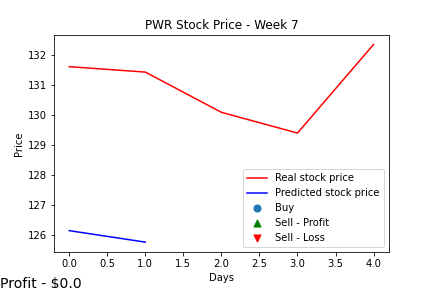 PWR Stock Price - Week 7
Price
132
131
130
129
128
127
126
Real stock price
Predicted stock price
Buy
Sell - Profit
Sell - Loss
0.0 0.5 1.0 1.5 2.0 2.5 3.0 3.5 4.0
Days
Profit - $0.0